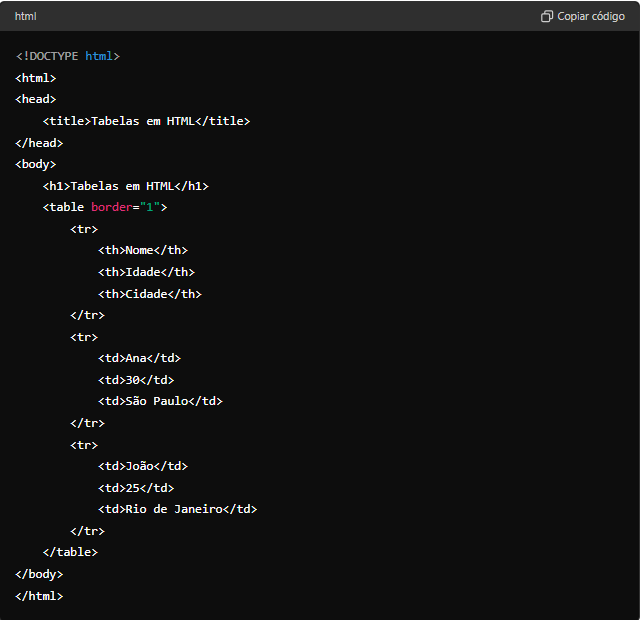 html
Copiar código
<!DOCTYPE html>
<html>
<head>
    <title>Tabelas em HTML</title>
</head>
<body>
    <h1>Tabelas em HTML</h1>
    <table border="1">
        <tr>
            <th>Nome</th>
            <th>Idade</th>
            <th>Cidade</th>
        </tr>
        <tr>
            <td>Ana</td>
            <td>30</td>
            <td>São Paulo</td>
        </tr>
        <tr>
            <td>João</td>
            <td>25</td>
            <td>Rio de Janeiro</td>
        </tr>
    </table>
</body>
</html>